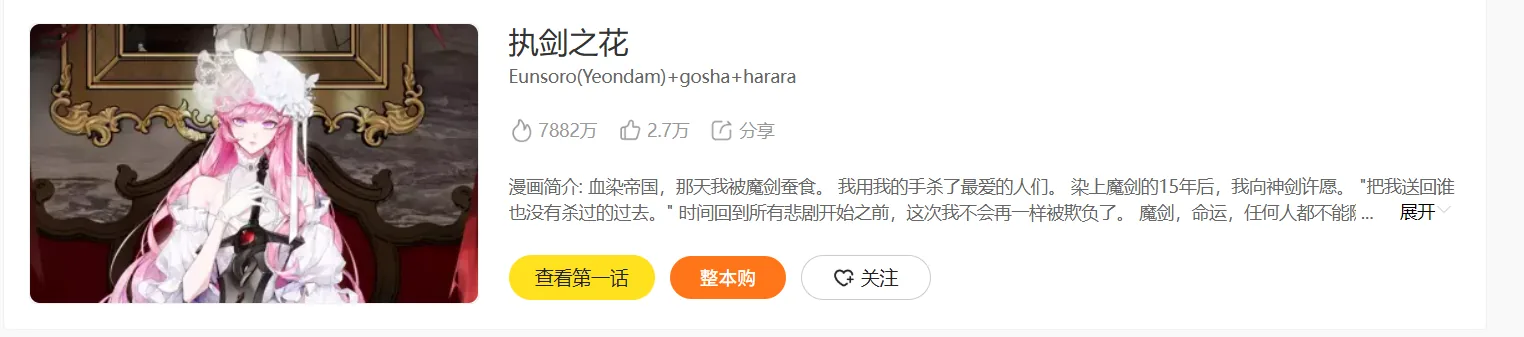 执剑之花
Eunsoro(Yeondam)+gosha+harara
7882万 2.7万 分享
漫画简介: 血染帝国，那天我被魔剑蚕食。 我用我的手杀了最爱的人们。 染上魔剑的15年后，我向神剑许愿。 "把我送回谁
也没有杀过的过去。" 时间回到所有悲剧开始之前，这次我不会再一样被欺负了。 魔剑，命运，任何人都不能... 展开
查看第一话 整本购 关注